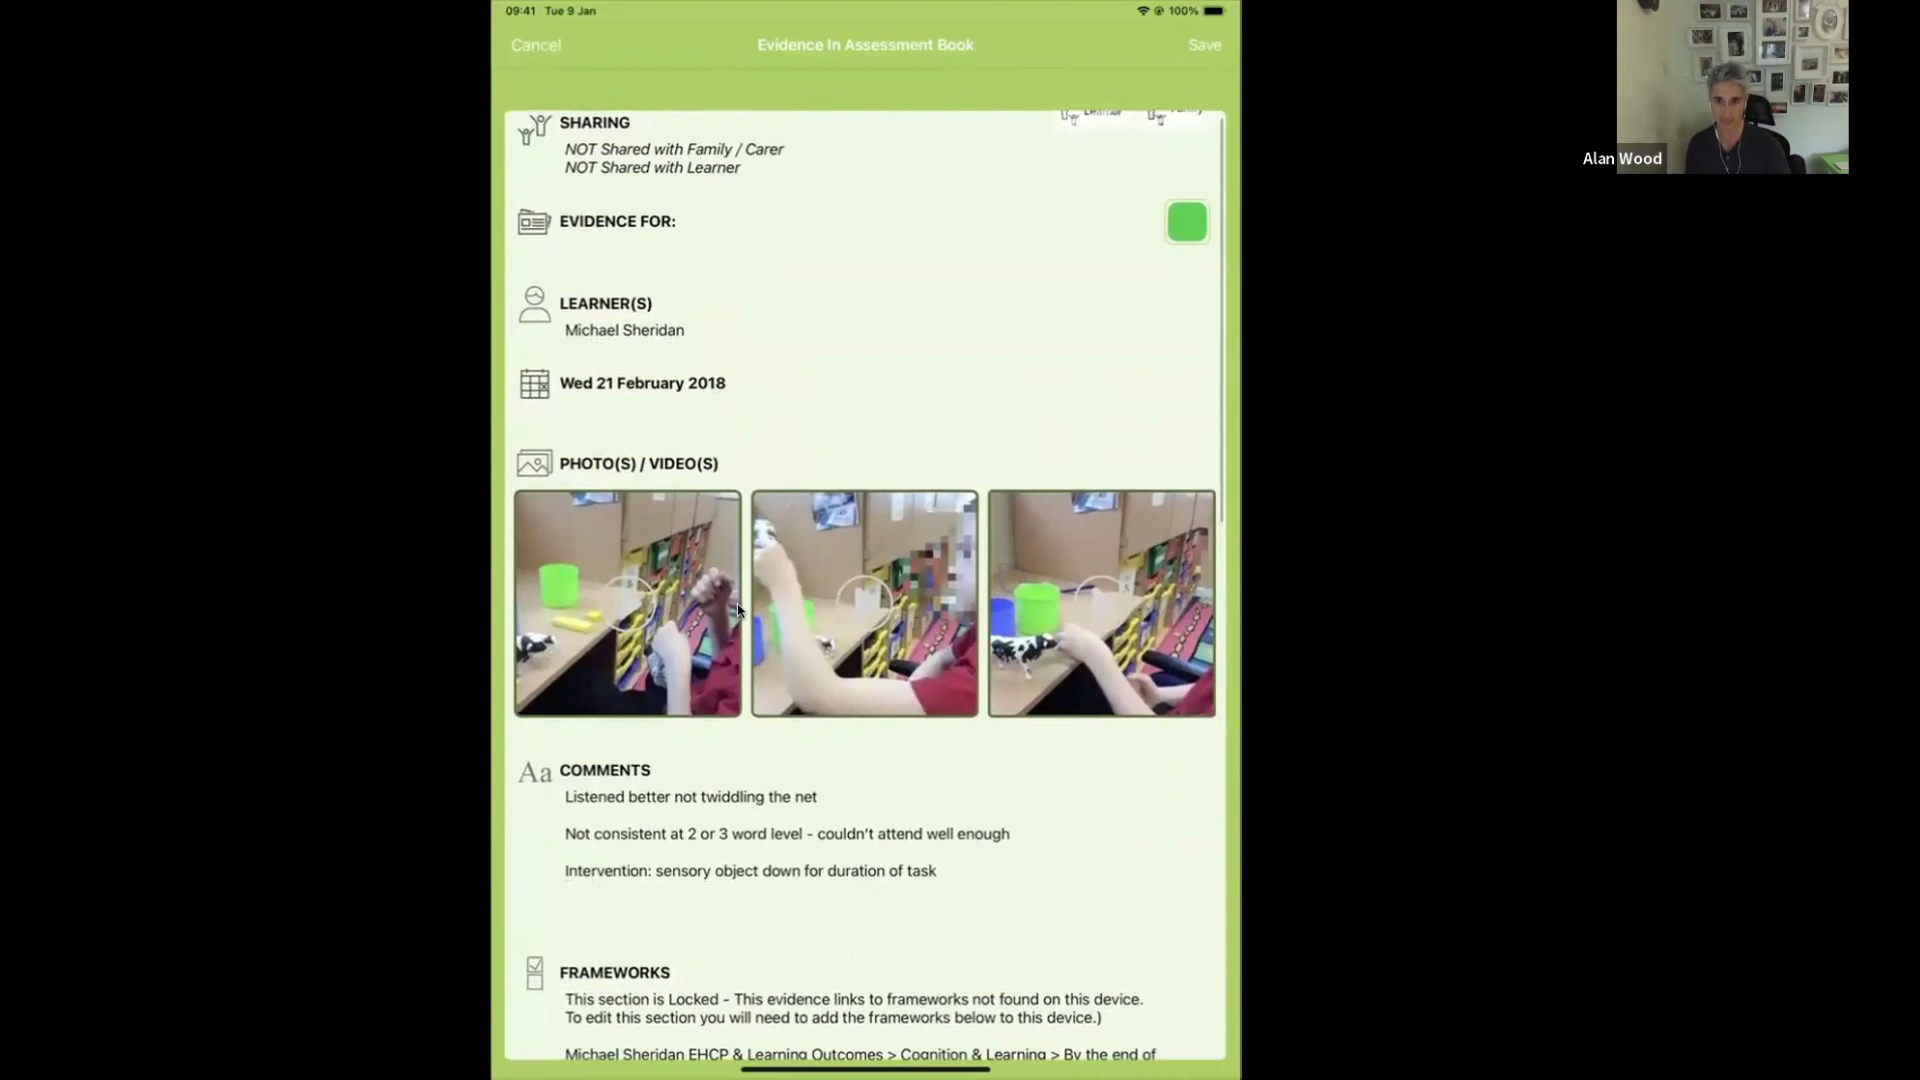 09:41 Tue 9 Jan
100%
Cancel
Evidence In Assessment Book
Save
SHARING
Learner
NOT Shared with Family / Carer
NOT Shared with Learner
EVIDENCE FOR:
LEARNER(S)
Michael Sheridan
Wed 21 February 2018
PHOTO(S) / VIDEO(S)
Aa COMMENTS
Listened better not twiddling the net
Not consistent at 2 or 3 word level - couldn't attend well enough
Intervention: sensory object down for duration of task
FRAMEWORKS
This section is Locked - This evidence links to frameworks not found on this device.
To edit this section you will need to add the frameworks below to this device.)
Michael Sheridan EHCP & Learning Outcomes > Cognition & Learning > By the end of
Alan Wood